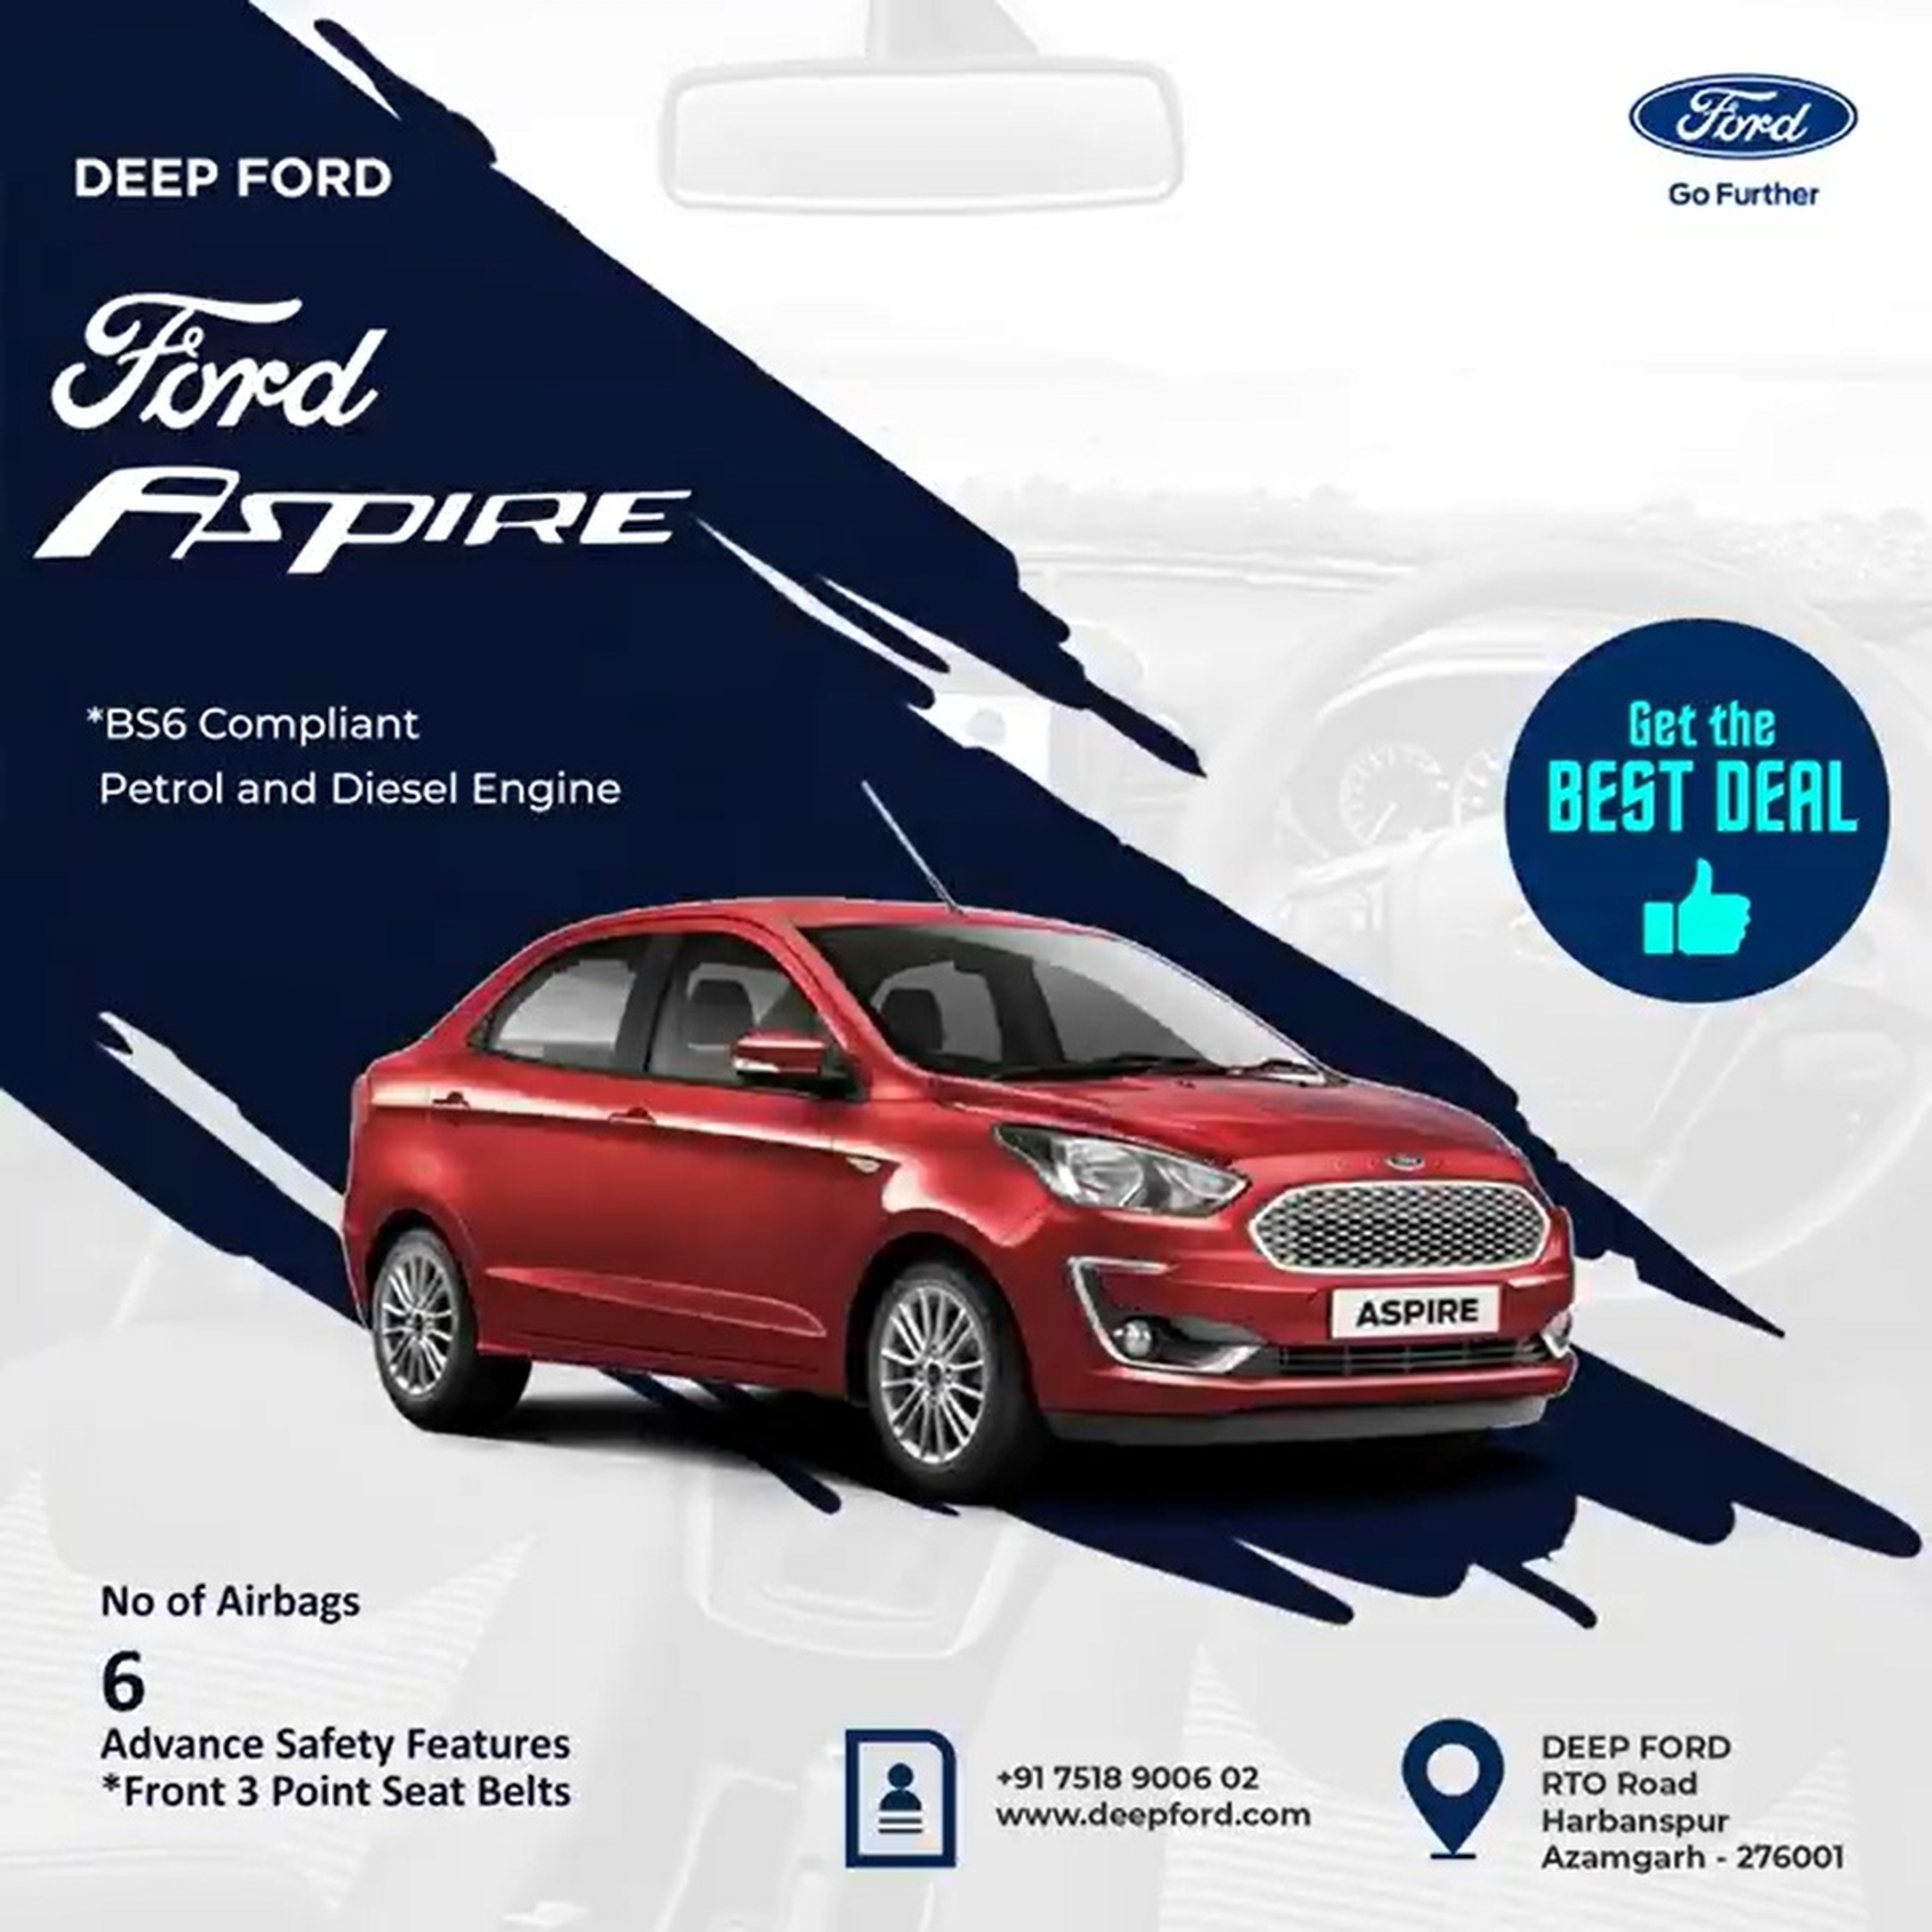 DEEP FORD
Ford
Go Further
Ford
ASPIRE
*BS6 Compliant
Petrol and Diesel Engine
Get the
BEST DEAL
ASPIRE
No of Airbags
6
Advance Safety Features
*Front 3 Point Seat Belts
+91 7518 9006 02
www.deepford.com
DEEP FORD
RTO Road
Harbanspur
Azamgarh - 276001